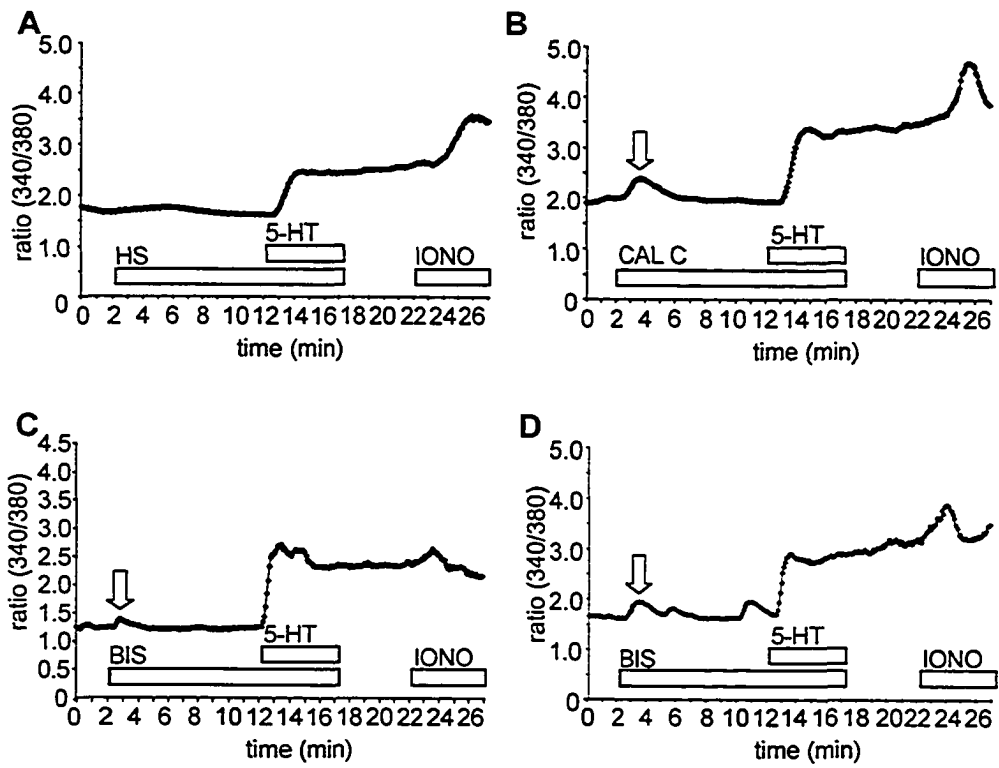 A
ratio (340/380)
5.0
4.0
3.0
2.0
1.0
0
5-HT
HS
IONO
0 2 4 6 8 10 12 14 16 18 20 22 24 26
time (min)
B
ratio (340/380)
5.0
4.0
3.0
2.0
1.0
0
5-HT
CAL C
IONO
0 2 4 6 8 10 12 14 16 18 20 22 24 26
time (min)
C
ratio (340/380)
4.5
4.0
3.5
3.0
2.5
2.0
1.5
1.0
0.5
0
5-HT
BIS
IONO
0 2 4 6 8 10 12 14 16 18 20 22 24 26
time (min)
D
ratio (340/380)
5.0
4.0
3.0
2.0
1.0
0
5-HT
BIS
IONO
0 2 4 6 8 10 12 14 16 18 20 22 24 26
time (min)